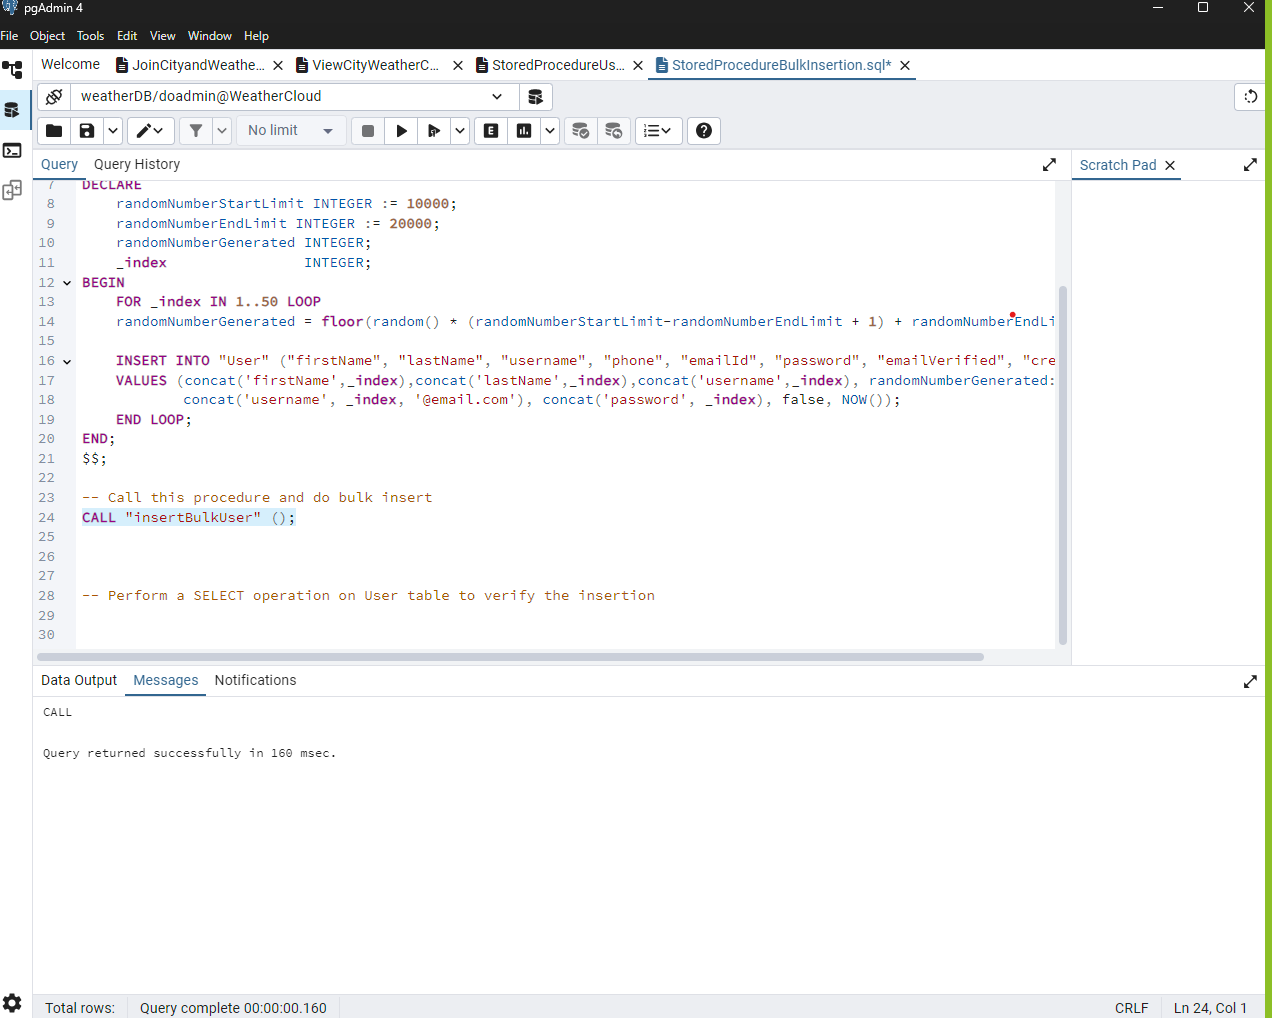 pgAdmin 4
File Object Tools Edit View Window Help
Welcome JoinCityandWeathe... ViewCityWeatherC... StoredProcedureUs... StoredProcedureBulkInsertion.sql*
weatherDB/doadmin@WeatherCloud
No limit E
Query Query History Scratch Pad
7 DECLARE
8 randomNumberStartLimit INTEGER := 10000;
9 randomNumberEndLimit INTEGER := 20000;
10 randomNumberGenerated INTEGER;
11 _index INTEGER;
12 BEGIN
13 FOR _index IN 1..50 LOOP
14 randomNumberGenerated = floor(random() * (randomNumberStartLimit-randomNumberEndLimit + 1) + randomNumberEndLi
15
16 INSERT INTO "User" ("firstName", "lastName", "username", "phone", "emailId", "password", "emailVerified", "cre
17 VALUES (concat('firstName',_index),concat('lastName',_index),concat('username',_index), randomNumberGenerated:
18 concat('username', _index, '@email.com'), concat('password', _index), false, NOW());
19 END LOOP;
20 END;
21 $$;
22
23 -- Call this procedure and do bulk insert
24 CALL "insertBulkUser" ();
25
26
27
28 -- Perform a SELECT operation on User table to verify the insertion
29
30
Data Output Messages Notifications
CALL
Query returned successfully in 160 msec.
Total rows: Query complete 00:00:00.160 CRLF Ln 24, Col 1